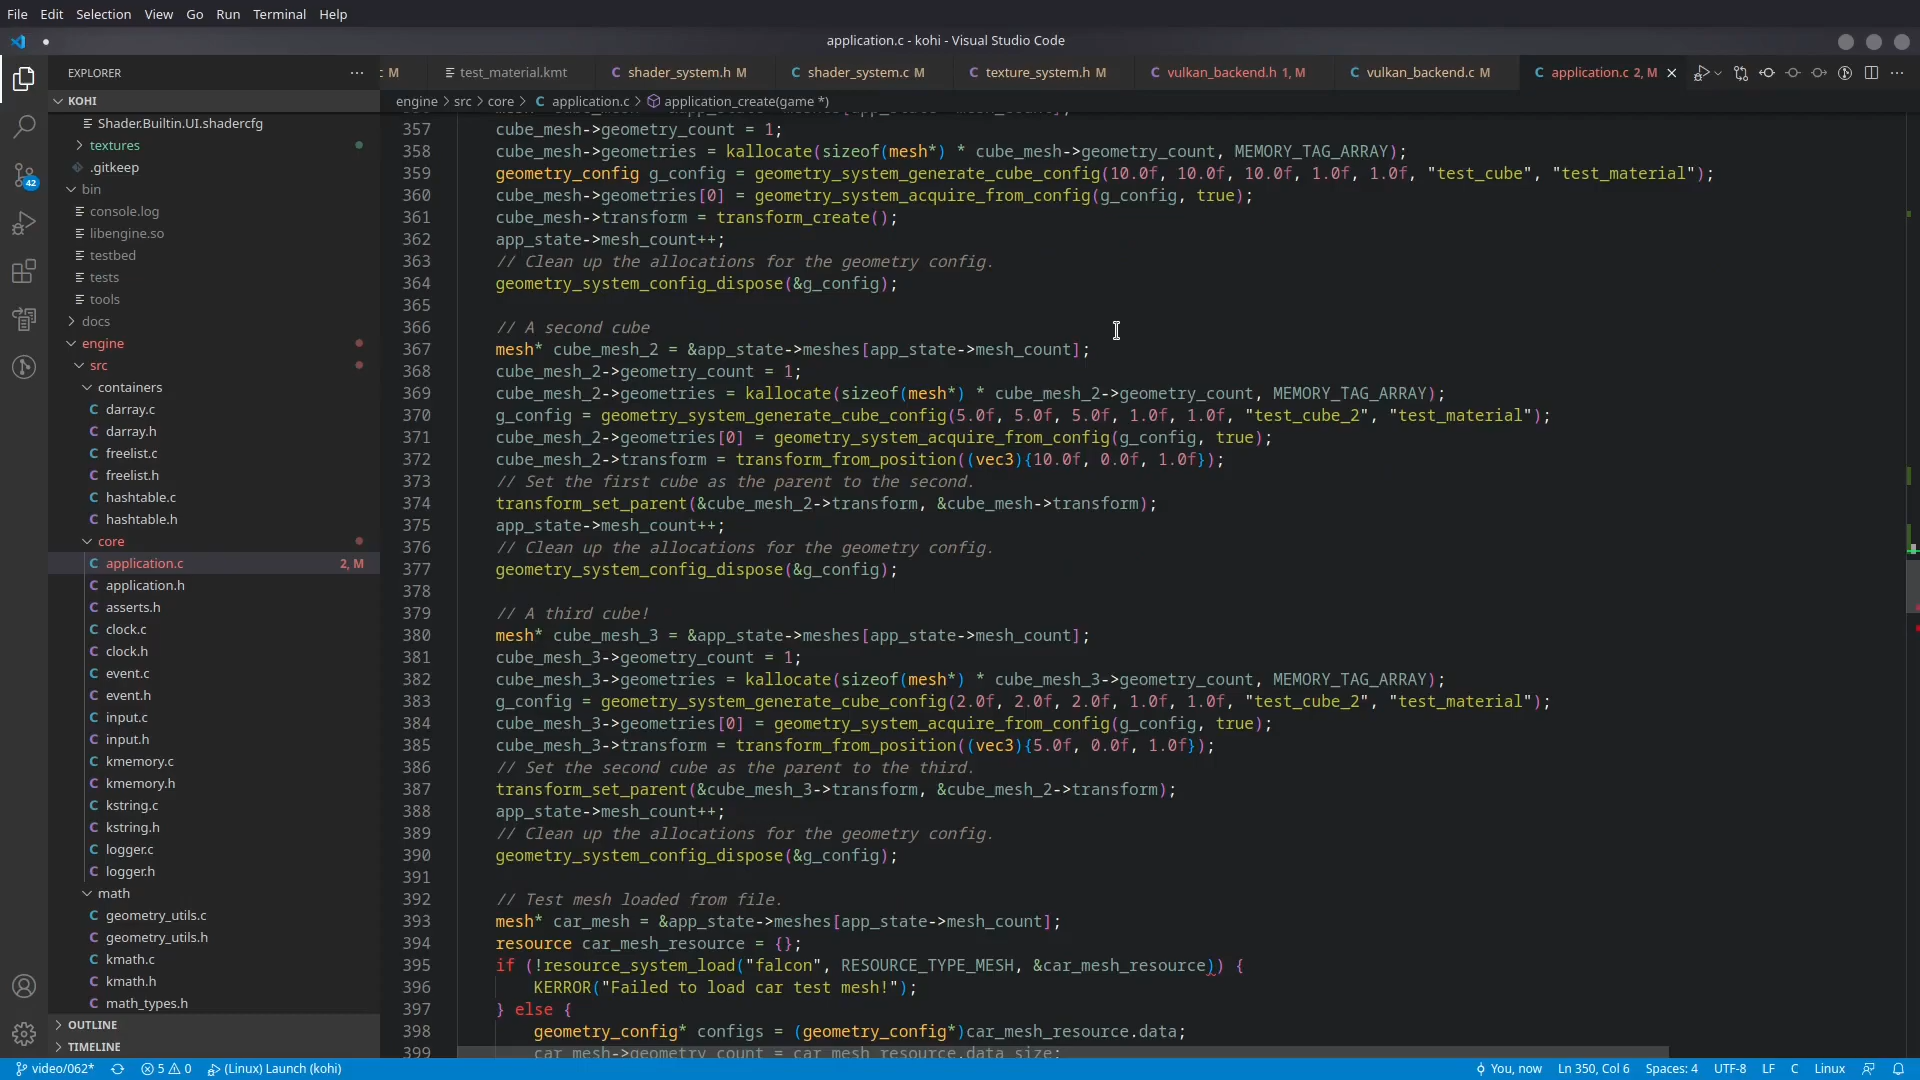 File Edit Selection View Go Run Terminal Help
application.c - kohi - Visual Studio Code
EXPLORER
c M test_material.kmt shader_system.h M shader_system.c M texture_system.h M vulkan_backend.h 1, M vulkan_backend.c M application.c 2, M
KOHI
engine > src > core > C application.c > application_create(game *)
Shader.Builtin.UI.shadercfg
textures
.gitkeep
bin
console.log
libengine.so
testbed
tests
tools
docs
engine
src
containers
darray.c
darray.h
freelist.c
freelist.h
hashtable.c
hashtable.h
core
application.c 2, M
application.h
asserts.h
clock.c
clock.h
event.c
event.h
input.c
input.h
kmemory.c
kmemory.h
kstring.c
kstring.h
logger.c
logger.h
math
geometry_utils.c
geometry_utils.h
kmath.c
kmath.h
math_types.h
OUTLINE
TIMELINE
42
357 cube_mesh->geometry_count = 1;
358 cube_mesh->geometries = kallocate(sizeof(mesh*) * cube_mesh->geometry_count, MEMORY_TAG_ARRAY);
359 geometry_config g_config = geometry_system_generate_cube_config(10.0f, 10.0f, 10.0f, 1.0f, 1.0f, "test_cube", "test_material");
360 cube_mesh->geometries[0] = geometry_system_acquire_from_config(g_config, true);
361 cube_mesh->transform = transform_create();
362 app_state->mesh_count++;
363 // Clean up the allocations for the geometry config.
364 geometry_system_config_dispose(&g_config);
365
366 // A second cube
367 mesh* cube_mesh_2 = &app_state->meshes[app_state->mesh_count];
368 cube_mesh_2->geometry_count = 1;
369 cube_mesh_2->geometries = kallocate(sizeof(mesh*) * cube_mesh_2->geometry_count, MEMORY_TAG_ARRAY);
370 g_config = geometry_system_generate_cube_config(5.0f, 5.0f, 5.0f, 1.0f, 1.0f, "test_cube_2", "test_material");
371 cube_mesh_2->geometries[0] = geometry_system_acquire_from_config(g_config, true);
372 cube_mesh_2->transform = transform_from_position((vec3){10.0f, 0.0f, 1.0f});
373 // Set the first cube as the parent to the second.
374 transform_set_parent(&cube_mesh_2->transform, &cube_mesh->transform);
375 app_state->mesh_count++;
376 // Clean up the allocations for the geometry config.
377 geometry_system_config_dispose(&g_config);
378
379 // A third cube!
380 mesh* cube_mesh_3 = &app_state->meshes[app_state->mesh_count];
381 cube_mesh_3->geometry_count = 1;
382 cube_mesh_3->geometries = kallocate(sizeof(mesh*) * cube_mesh_3->geometry_count, MEMORY_TAG_ARRAY);
383 g_config = geometry_system_generate_cube_config(2.0f, 2.0f, 2.0f, 1.0f, 1.0f, "test_cube_2", "test_material");
384 cube_mesh_3->geometries[0] = geometry_system_acquire_from_config(g_config, true);
385 cube_mesh_3->transform = transform_from_position((vec3){5.0f, 0.0f, 1.0f});
386 // Set the second cube as the parent to the third.
387 transform_set_parent(&cube_mesh_3->transform, &cube_mesh_2->transform);
388 app_state->mesh_count++;
389 // Clean up the allocations for the geometry config.
390 geometry_system_config_dispose(&g_config);
391
392 // Test mesh loaded from file.
393 mesh* car_mesh = &app_state->meshes[app_state->mesh_count];
394 resource car_mesh_resource = {};
395 if (!resource_system_load("falcon", RESOURCE_TYPE_MESH, &car_mesh_resource)) {
396 KERROR("Failed to load car test mesh!");
397 } else {
398 geometry_config* configs = (geometry_config*)car_mesh_resource.data;
399 car_mesh->geometry_count = car_mesh_resource.data_size;
video/062* 5 0 (Linux) Launch (kohi) You, now Ln 350, Col 6 Spaces: 4 UTF-8 LF C Linux